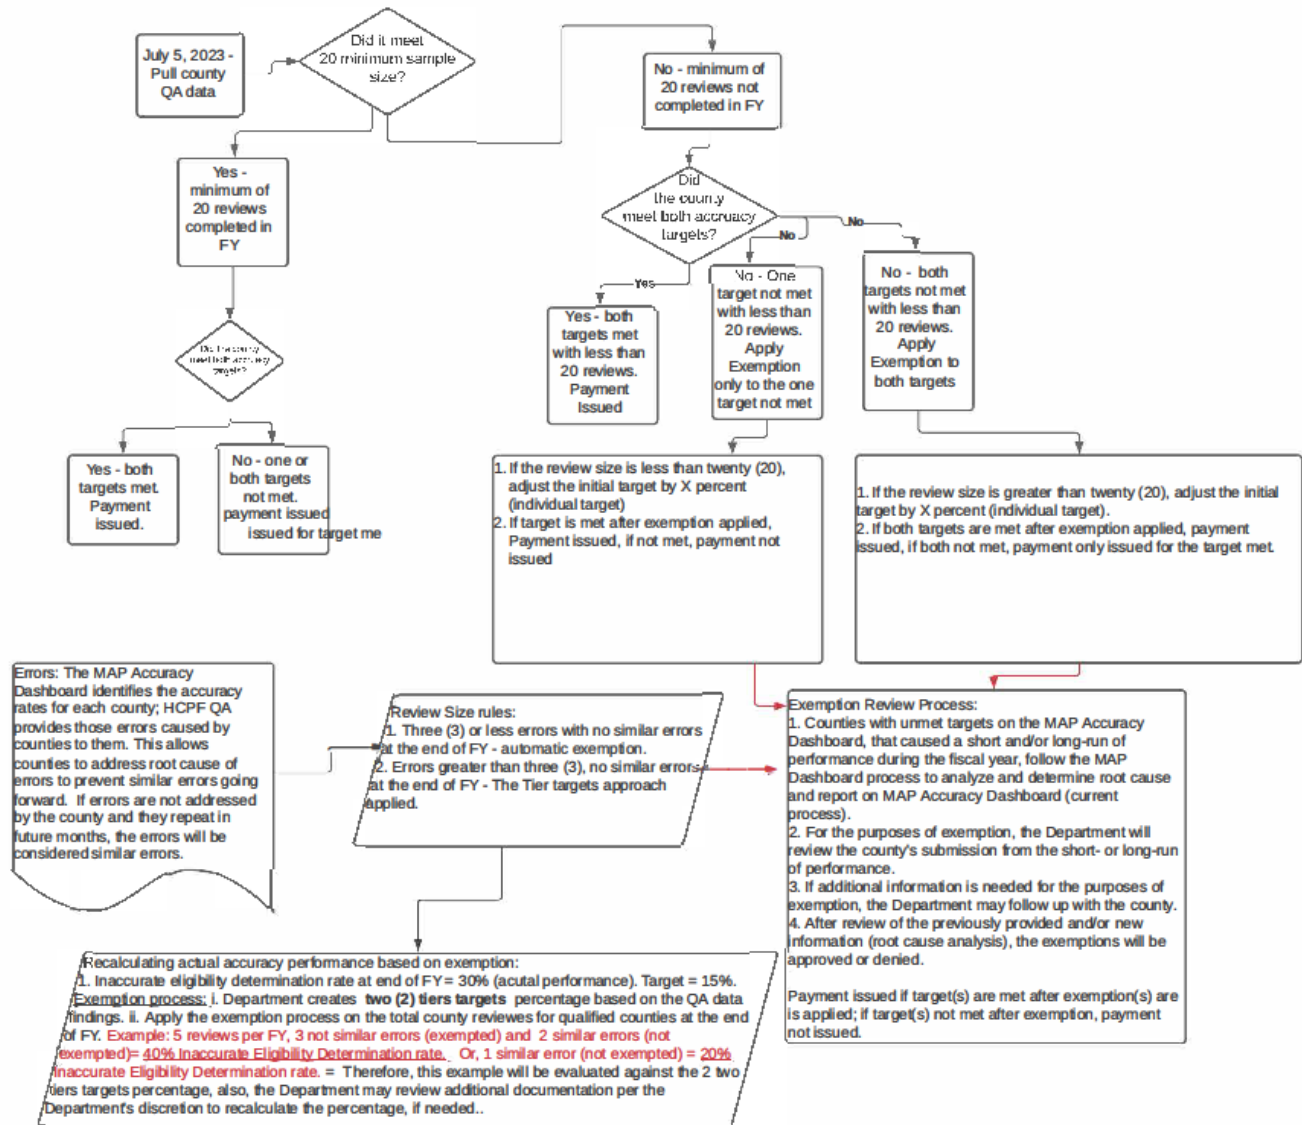 July 5, 2023 -
Pull county
QA data
Did it meet
20 minimum sample
size?
No - minimum of
20 reviews not
completed in FY
Yes -
minimum of
20 reviews
completed in
FY
Did
the county
meet both accruacy
targets?
No
No
Yes
Did the county
meet both accruacy
targets?
Yes - both
targets met
with less than
20 reviews.
Payment
Issued
No - One
target not met
with less than
20 reviews.
Apply
Exemption
only to the one
target not met
No - both
targets not met
with less than
20 reviews.
Apply
Exemption to
both targets
Yes - both
targets met.
Payment
issued.
No - one or
both targets
not met.
payment issued
issued for target me
1. If the review size is less than twenty (20),
adjust the initial target by X percent
(individual target)
2. If target is met after exemption applied,
Payment issued, if not met, payment not
issued
1. If the review size is greater than twenty (20), adjust the initial
target by X percent (individual target).
2. If both targets are met after exemption applied, payment
issued, if both not met, payment only issued for the target met.
Errors: The MAP Accuracy
Dashboard identifies the accuracy
rates for each county; HCPF QA
provides those errors caused by
counties to them. This allows
counties to address root cause of
errors to prevent similar errors going
forward. If errors are not addressed
by the county and they repeat in
future months, the errors will be
considered similar errors.
Review Size rules:
1. Three (3) or less errors with no similar errors
at the end of FY - automatic exemption.
2. Errors greater than three (3), no similar errors
at the end of FY - The Tier targets approach
applied.
Exemption Review Process:
1. Counties with unmet targets on the MAP Accuracy
Dashboard, that caused a short and/or long-run of
performance during the fiscal year, follow the MAP
Dashboard process to analyze and determine root cause
and report on MAP Accuracy Dashboard (current
process).
2. For the purposes of exemption, the Department will
review the county's submission from the short- or long-run
of performance.
3. If additional information is needed for the purposes of
exemption, the Department may follow up with the county.
4. After review of the previously provided and/or new
information (root cause analysis), the exemptions will be
approved or denied.
Payment issued if target(s) are met after exemption(s) are
is applied; if target(s) not met after exemption, payment
not issued.
Recalculating actual accuracy performance based on exemption:
1. Inaccurate eligibility determination rate at end of FY= 30% (acutal performance). Target = 15%.
Exemption process: i. Department creates two (2) tiers targets percentage based on the QA data
findings. ii. Apply the exemption process on the total county reviewes for qualified counties at the end
of FY. Example: 5 reviews per FY, 3 not similar errors (exempted) and 2 similar errors (not
exempted)= 40% Inaccurate Eligibility Determination rate. Or, 1 similar error (not exempted) = 20%
Inaccurate Eligibility Determination rate. = Therefore, this example will be evaluated against the 2 two
tiers targets percentage, also, the Department may review additional documentation per the
Department's discretion to recalculate the percentage, if needed..